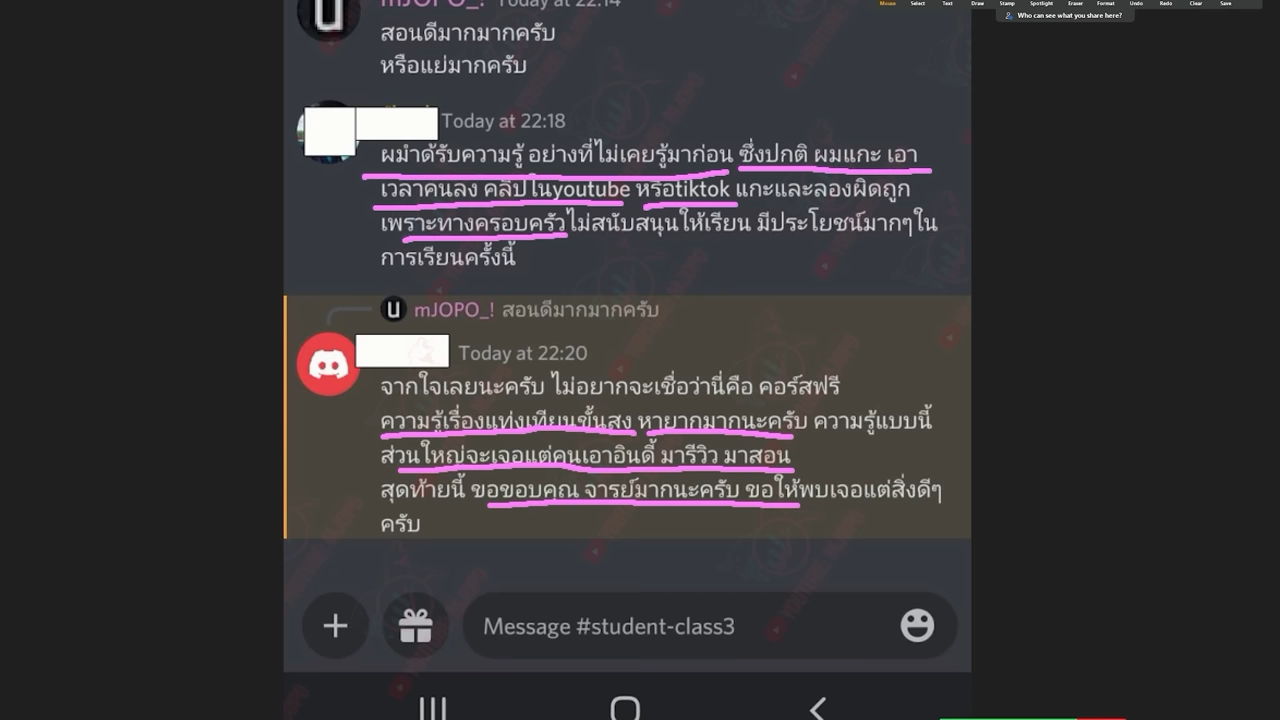 Mouse Select Text Draw Stamp Spotlight Eraser Format Undo Redo Clear Save
Who can see what you share here?
mJOPO_! Today at 22:14
สอนดีมากมากครับ
หรือแย่มากครับ
Today at 22:18
ผมำด้รับความรู้ อย่างที่ไม่เคยรู้มาก่อน ซึ่งปกติ ผมแกะ เอา
เวลาคนลง คลิปในyoutube หรือtiktok แกะและลองผิดถูก
เพราะทางครอบครัวไม่สนับสนุนให้เรียน มีประโยชน์มากๆใน
การเรียนครั้งนี้
mJOPO_! สอนดีมากมากครับ
Today at 22:20
จากใจเลยนะครับ ไม่อยากจะเชื่อว่านี่คือ คอร์สฟรี
ความรู้เรื่องแท่งเทียนขั้นสูง หายากมากนะครับ ความรู้แบบนี้
ส่วนใหญ่จะเจอแต่คนเอาอินดี้ มารีวิว มาสอน
สุดท้ายนี้ ขอขอบคุณ จารย์มากนะครับ ขอให้พบเจอแต่สิ่งดีๆ
ครับ
Message #student-class3